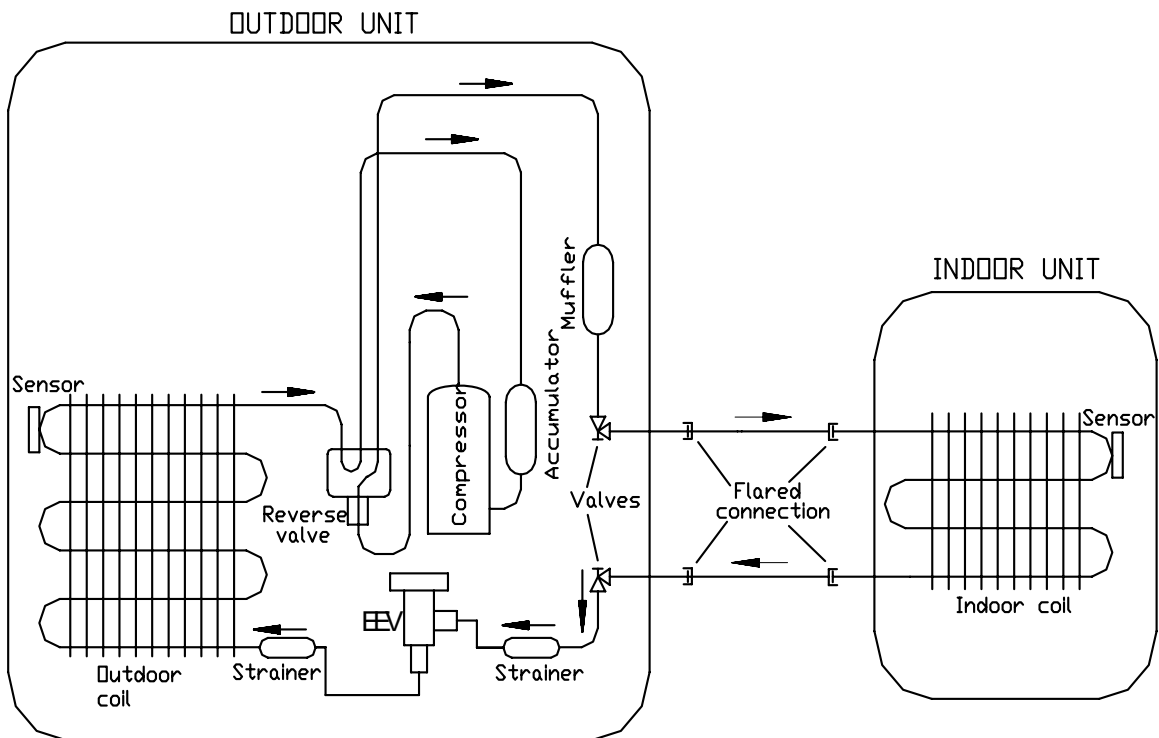 OUTDOOR UNIT
INDOOR UNIT
Muffler
Accumulator
Compressor
Sensor
Sensor
Reverse
valve
Valves
Flared
connection
EEV
Indoor coil
Strainer
Strainer
Outdoor
coil